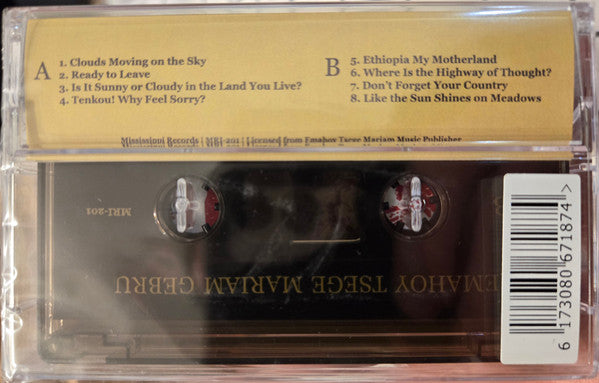 A
1. Clouds Moving on the Sky
2. Ready to Leave
3. Is It Sunny or Cloudy in the Land You Live?
4. Tenkou! Why Feel Sorry?
B
5. Ethiopia My Motherland
6. Where Is the Highway of Thought?
7. Don't Forget Your Country
8. Like the Sun Shines on Meadows
Mississippi Records | MRI-201 | Licensed from Emahoy Tsege Mariam Music Publisher
MRI-201
EMAHOY TSEGE MARIAM GEBRU
6 173080 671874 >